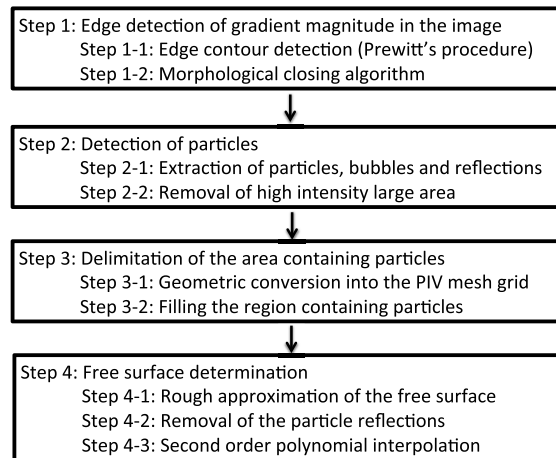 Step 1: Edge detection of gradient magnitude in the image
Step 1-1: Edge contour detection (Prewitt's procedure)
Step 1-2: Morphological closing algorithm
Step 2: Detection of particles
Step 2-1: Extraction of particles, bubbles and reflections
Step 2-2: Removal of high intensity large area
Step 3: Delimitation of the area containing particles
Step 3-1: Geometric conversion into the PIV mesh grid
Step 3-2: Filling the region containing particles
Step 4: Free surface determination
Step 4-1: Rough approximation of the free surface
Step 4-2: Removal of the particle reflections
Step 4-3: Second order polynomial interpolation